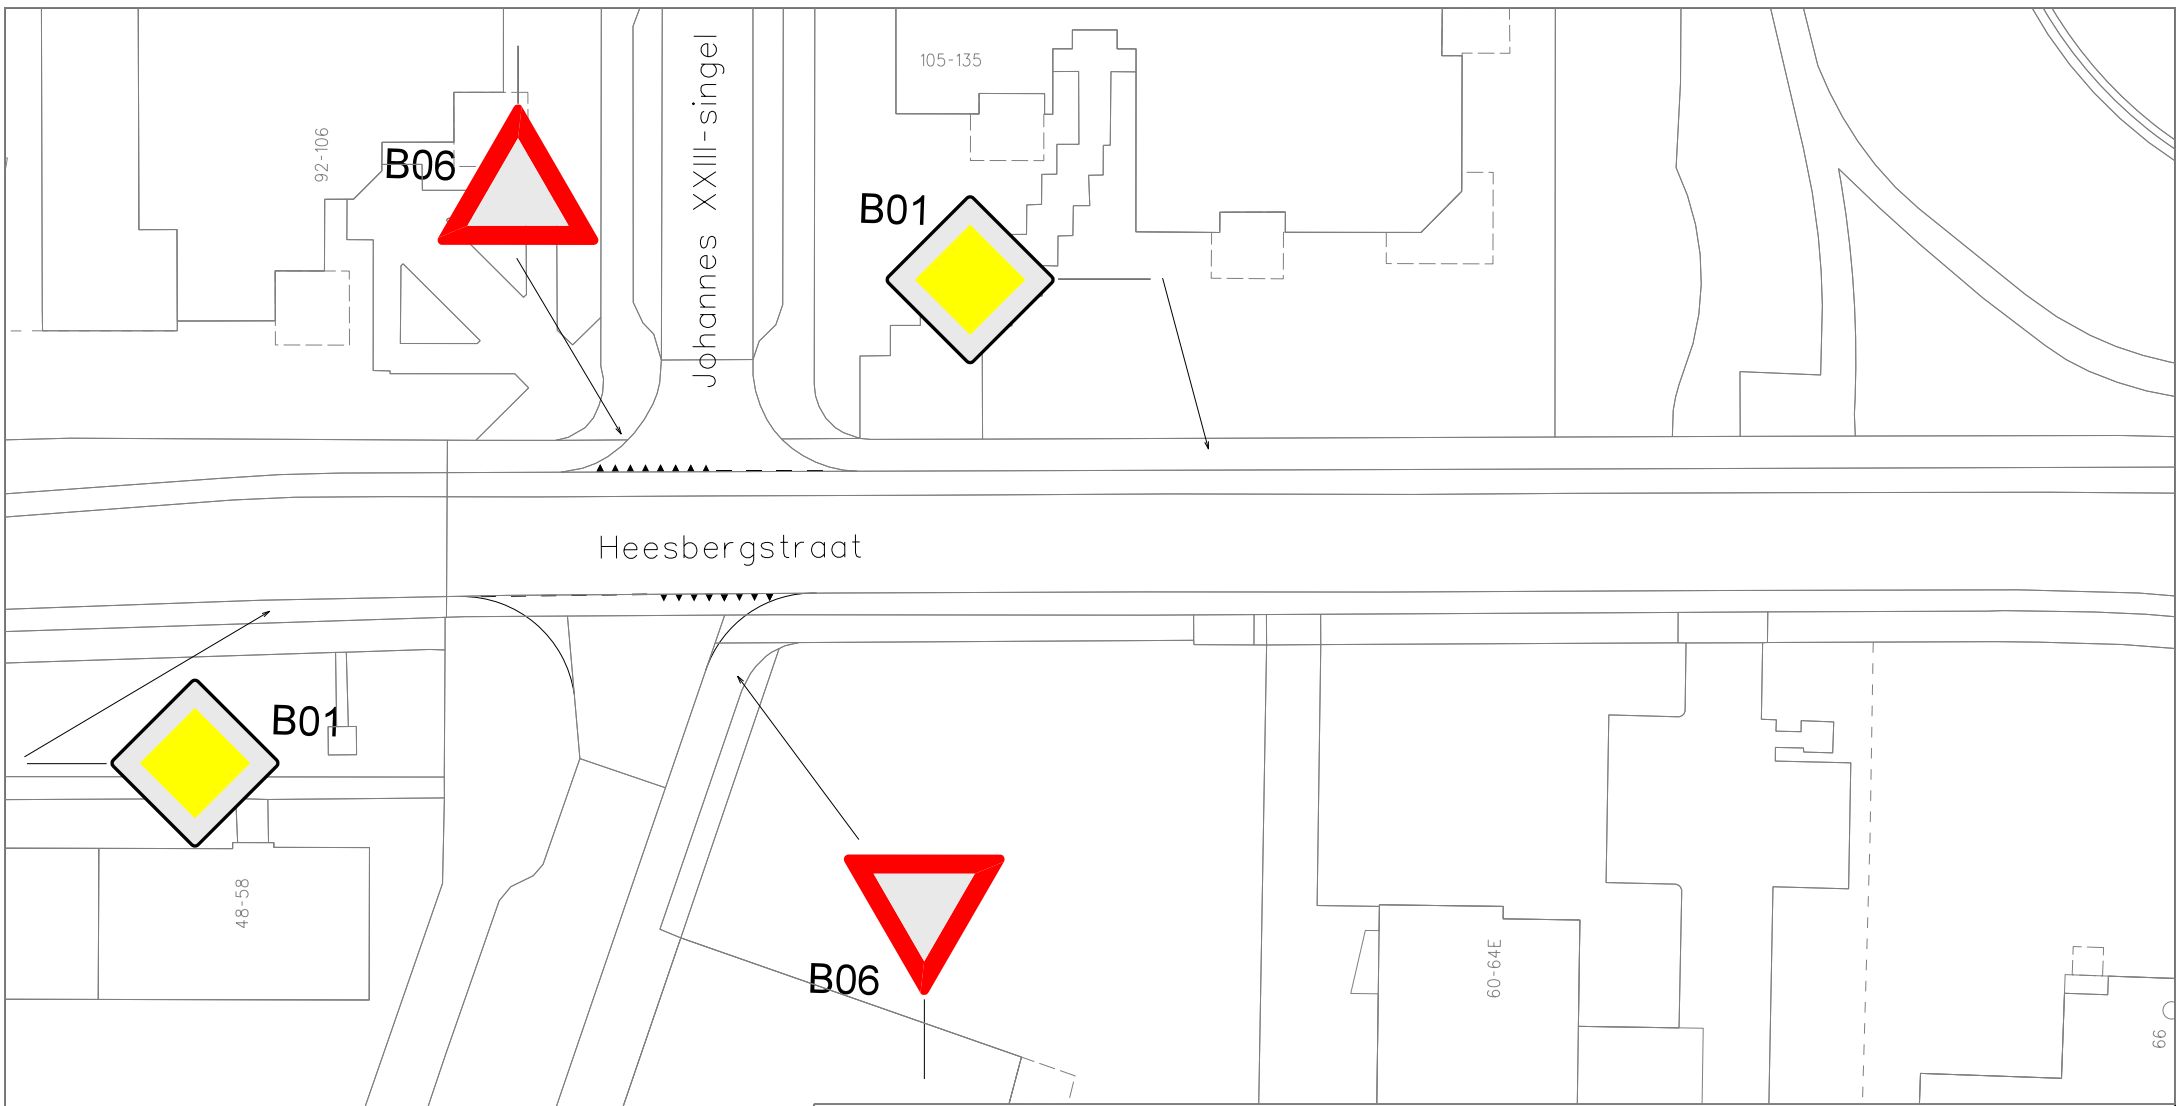 105-135
Johannes XXIII-singel
92-106
B06
B01
Heesbergstraat
B01
48-58
B06
60-64E
66